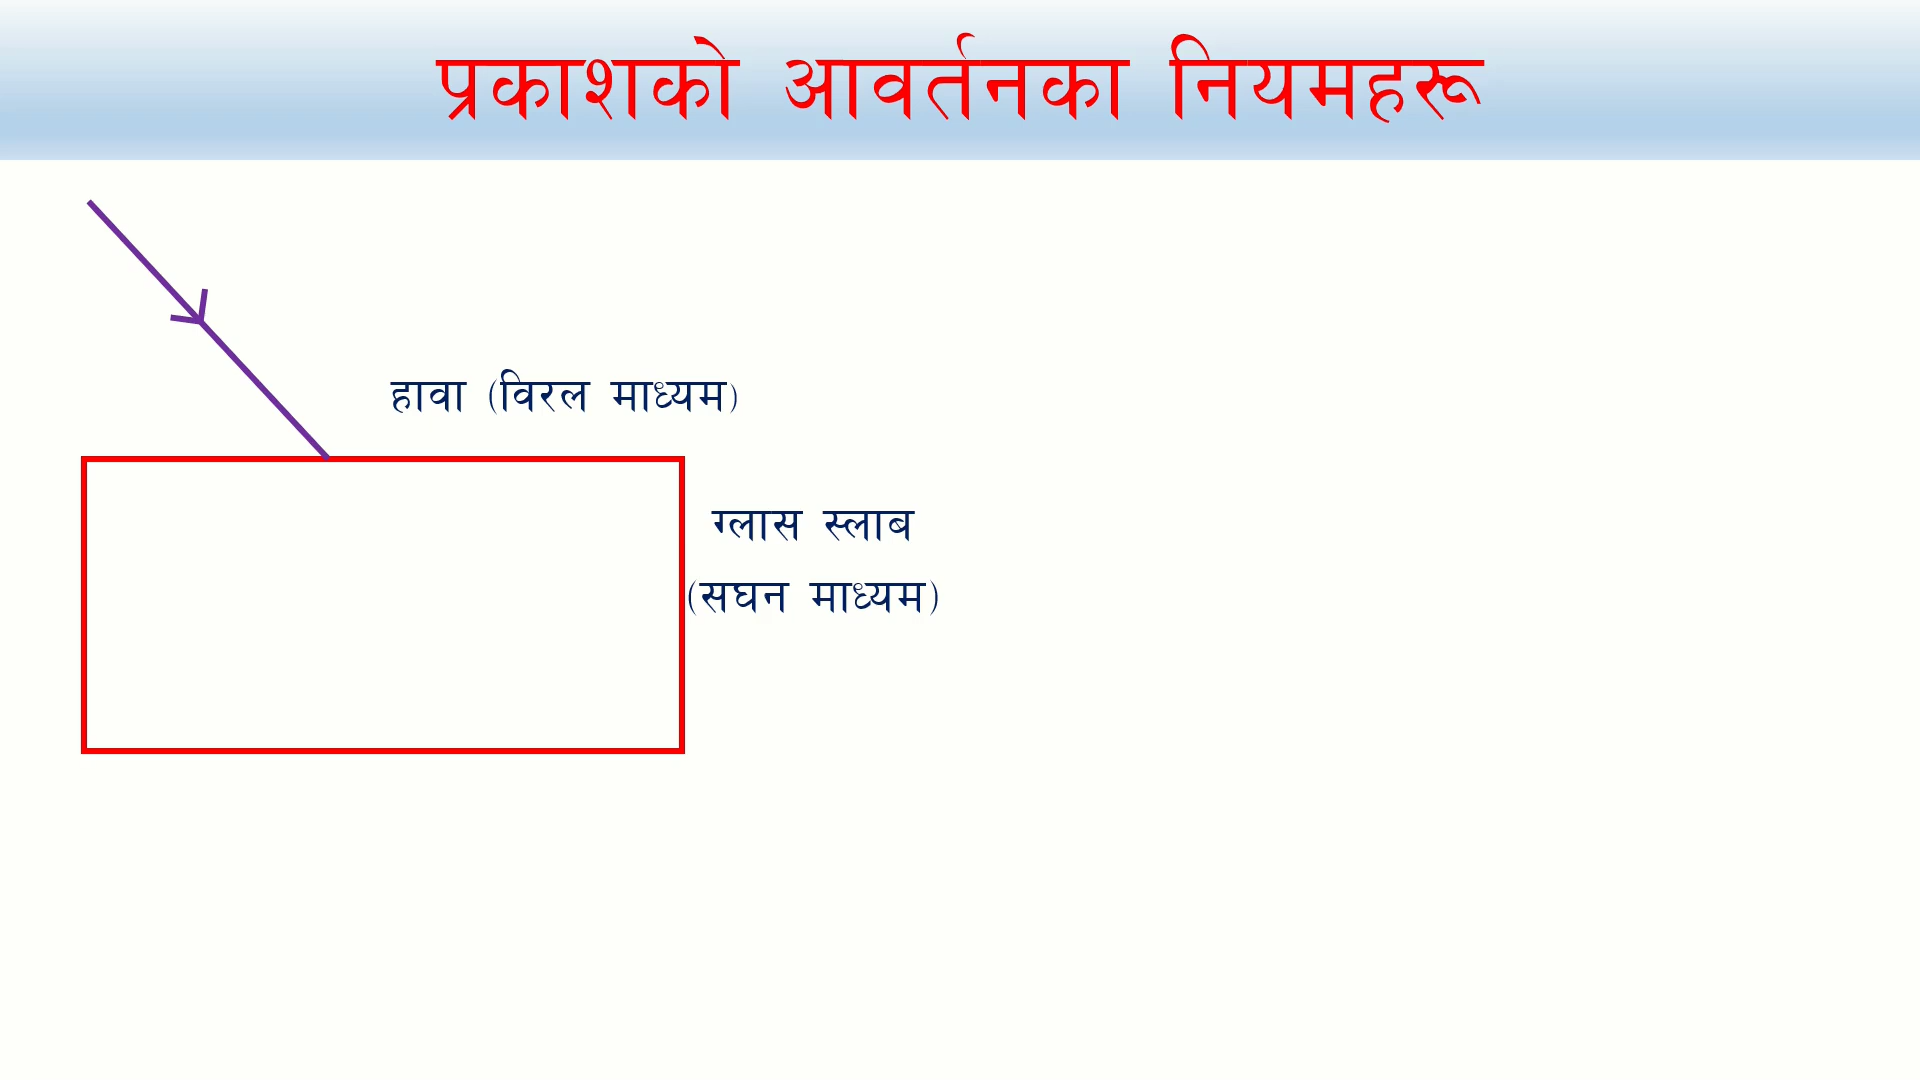 प्रकाशको आवर्तनका नियमहरू
हावा (विरल माध्यम)
ग्लास स्लाब
(सघन माध्यम)